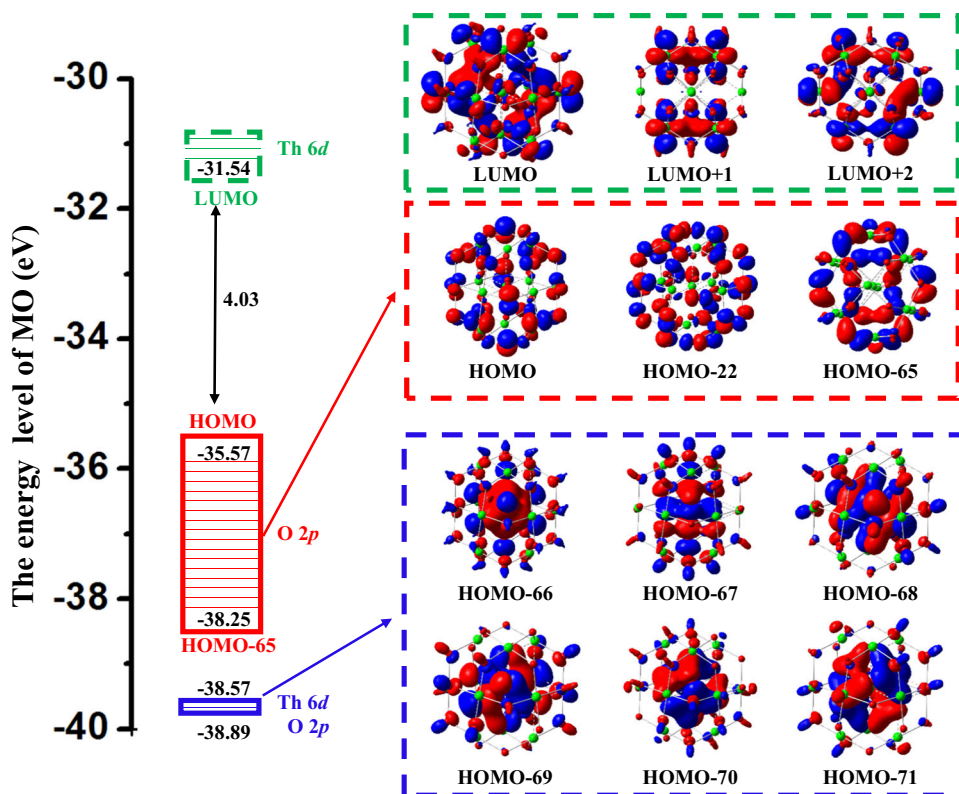 The energy level of MO (eV)
-30
-32
-34
-36
-38
-40
Th 6d
-31.54
LUMO
4.03
HOMO
-35.57
O 2p
-38.25
HOMO-65
-38.57
Th 6d
O 2p
-38.89
LUMO LUMO+1 LUMO+2
HOMO HOMO-22 HOMO-65
HOMO-66 HOMO-67 HOMO-68
HOMO-69 HOMO-70 HOMO-71